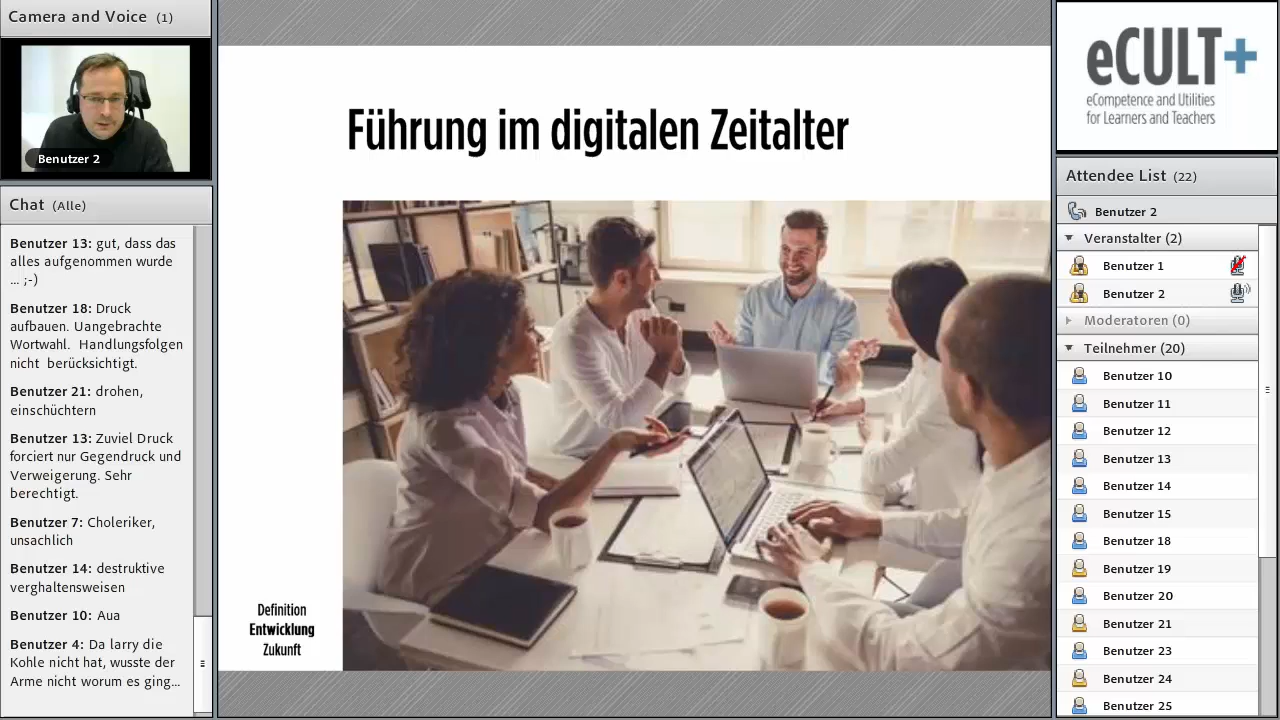 Camera and Voice (1)
Benutzer 2
Chat (Alle)
Benutzer 13: gut, dass das
alles aufgenommen wurde
... ;-)
Benutzer 18: Druck
aufbauen. Uangebrachte
Wortwahl. Handlungsfolgen
nicht berücksichtigt.
Benutzer 21: drohen,
einschüchtern
Benutzer 13: Zuviel Druck
forciert nur Gegendruck und
Verweigerung. Sehr
berechtigt.
Benutzer 7: Choleriker,
unsachlich
Benutzer 14: destruktive
verghaltensweisen
Benutzer 10: Aua
Benutzer 4: Da larry die
Kohle nicht hat, wusste der
Arme nicht worum es ging...
Führung im digitalen Zeitalter
Definition
Entwicklung
Zukunft
eCULT+
eCompetence and Utilities
for Learners and Teachers
Attendee List (22)
Benutzer 2
Veranstalter (2)
Benutzer 1
Benutzer 2
Moderatoren (0)
Teilnehmer (20)
Benutzer 10
Benutzer 11
Benutzer 12
Benutzer 13
Benutzer 14
Benutzer 15
Benutzer 18
Benutzer 19
Benutzer 20
Benutzer 21
Benutzer 23
Benutzer 24
Benutzer 25